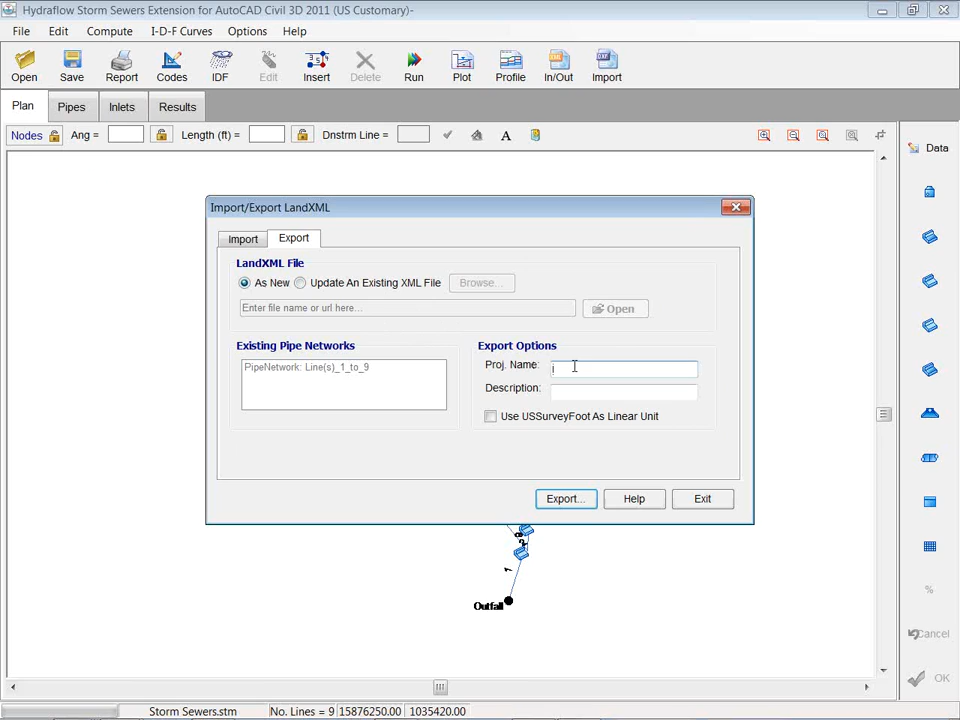 Hydraflow Storm Sewers Extension for AutoCAD Civil 3D 2011 (US Customary)-
File Edit Compute I-D-F Curves Options Help
Open Save Report Codes IDF Edit Insert Delete Run Plot Profile In/Out Import
Plan Pipes Inlets Results
Nodes Ang = Length (ft) = Dnstrm Line = A
Data
Import/Export LandXML
Import Export
LandXML File
As New Update An Existing XML File Browse...
Enter file name or url here... Open
Existing Pipe Networks Export Options
PipeNetwork: Line(s)_1_to_9
Proj. Name:
Description:
Use USSurveyFoot As Linear Unit
Export... Help Exit
1
Outfall
%
Cancel
OK
Storm Sewers.stm No. Lines = 9 15876250.00 1035420.00